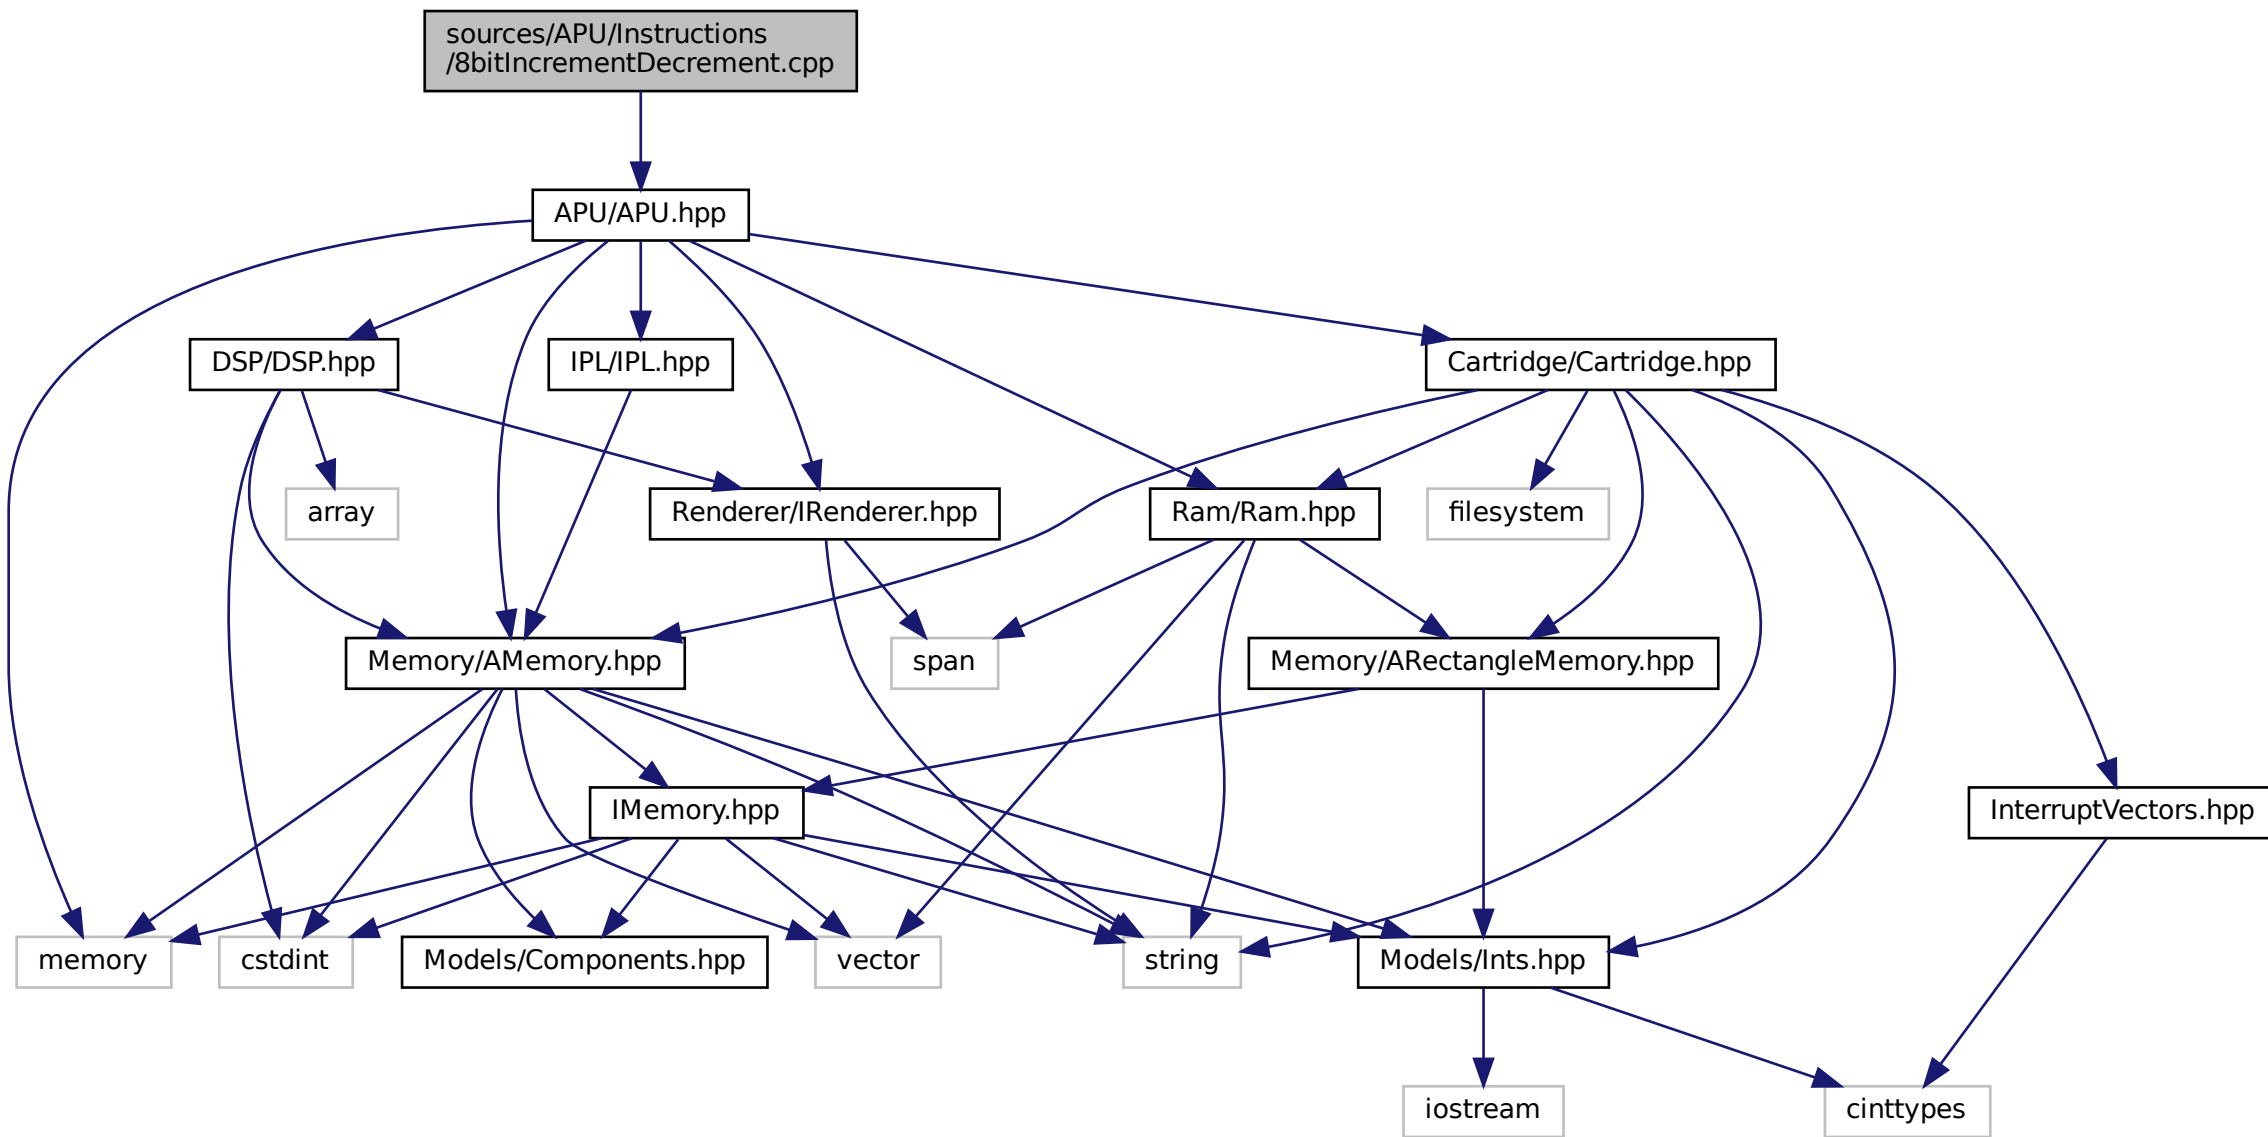 sources/APU/Instructions
/8bitIncrementDecrement.cpp
APU/APU.hpp
DSP/DSP.hpp
IPL/IPL.hpp
Cartridge/Cartridge.hpp
array
Renderer/IRenderer.hpp
Ram/Ram.hpp
filesystem
Memory/AMemory.hpp
span
Memory/ARectangleMemory.hpp
IMemory.hpp
InterruptVectors.hpp
memory
cstdint
Models/Components.hpp
vector
string
Models/Ints.hpp
iostream
cinttypes